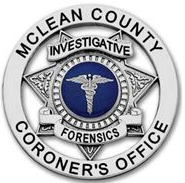 McLEAN COUNTY
INVESTIGATIVE
FORENSICS
CORONER'S OFFICE